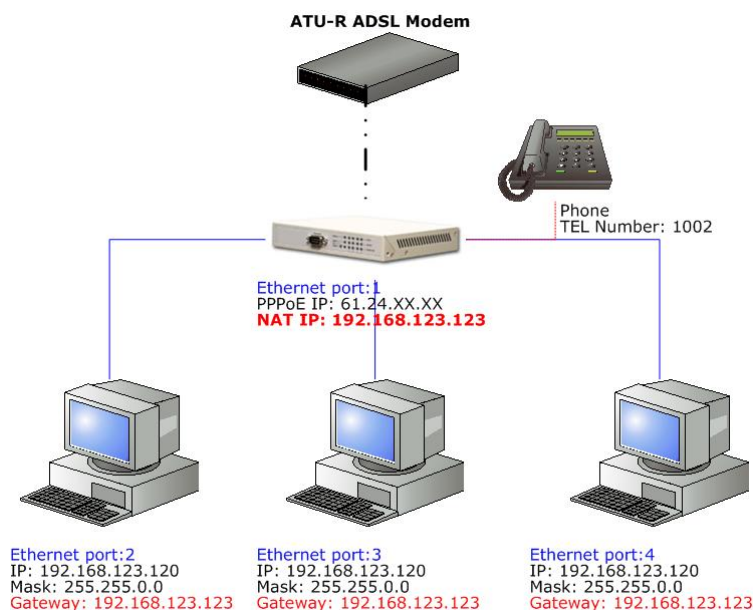 ATU-R ADSL Modem
Phone
TEL Number: 1002
Ethernet port:1
PPPoE IP: 61.24.XX.XX
NAT IP: 192.168.123.123
Ethernet port:2
IP: 192.168.123.120
Mask: 255.255.0.0
Gateway: 192.168.123.123
Ethernet port:3
IP: 192.168.123.120
Mask: 255.255.0.0
Gateway: 192.168.123.123
Ethernet port:4
IP: 192.168.123.120
Mask: 255.255.0.0
Gateway: 192.168.123.123